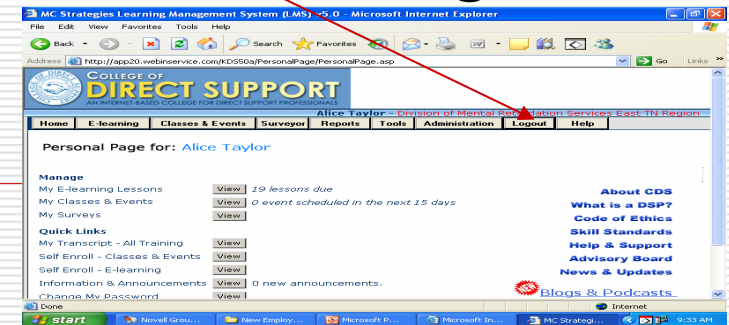 MC Strategies Learning Management System (LMS) v5.0 - Microsoft Internet Explorer
File Edit View Favorites Tools Help
Back Search Favorites
Address http://app20.webinservice.com/KDS50a/PersonalPage/PersonalPage.asp Go Links »
COLLEGE OF
DIRECT SUPPORT
AN INTERNET-BASED COLLEGE FOR DIRECT SUPPORT PROFESSIONALS
Alice Taylor - Division of Mental Retardation Services East TN Region
Home E-learning Classes & Events Surveyor Reports Tools Administration Logout Help
Personal Page for: Alice Taylor
Manage
My E-learning Lessons View 19 lessons due
My Classes & Events View 0 event scheduled in the next 15 days
My Surveys View
Quick Links
My Transcript - All Training View
Self Enroll - Classes & Events View
Self Enroll - E-learning View
Information & Announcements View 0 new announcements.
Change My Password View
About CDS
What is a DSP?
Code of Ethics
Skill Standards
Help & Support
Advisory Board
News & Updates
Blogs & Podcasts
Done Internet
start Novell Grou... New Employ... Microsoft P... Microsoft In... MC Strategi... 9:33 AM